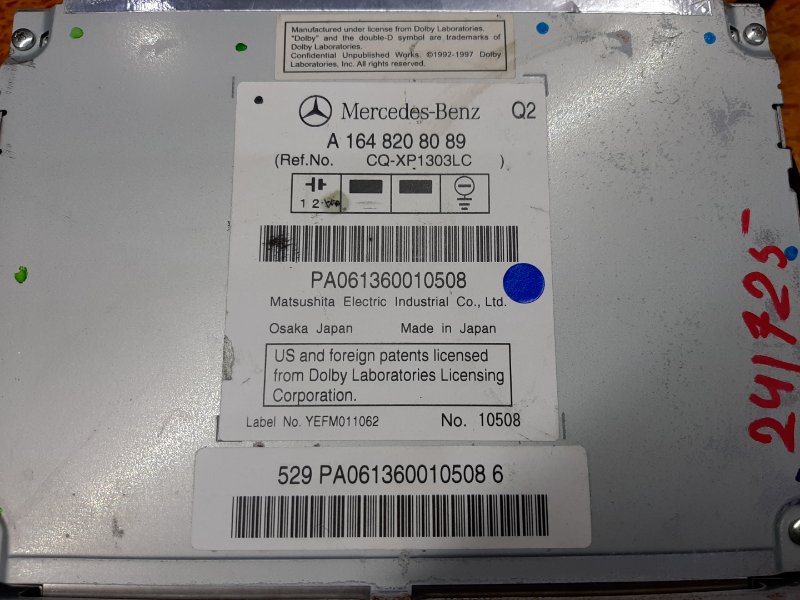 Manufactured under license from Dolby Laboratories.
"Dolby" and the double-D symbol are trademarks of
Dolby Laboratories.
Confidential Unpublished Works. ©1992-1997 Dolby
Laboratories, Inc. All rights reserved.
Mercedes-Benz Q2
A 164 820 80 89
(Ref.No. CQ-XP1303LC )
1 2
PA061360010508
Matsushita Electric Industrial Co., Ltd.
Osaka Japan Made in Japan
US and foreign patents licensed
from Dolby Laboratories Licensing
Corporation.
Label No. YEFM011062 No. 10508
529 PA061360010508 6
241725